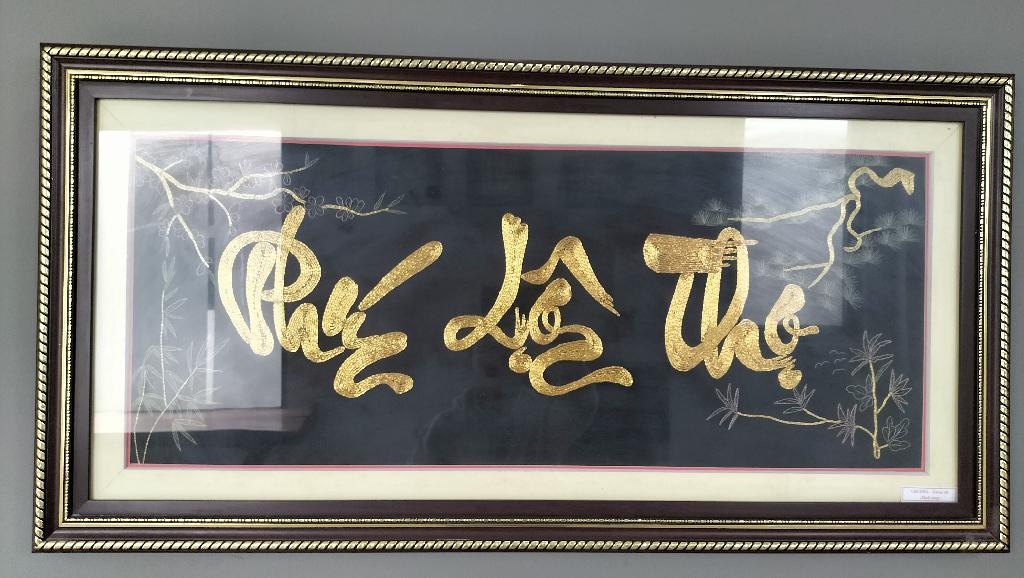 Phúc Lộc Thọ